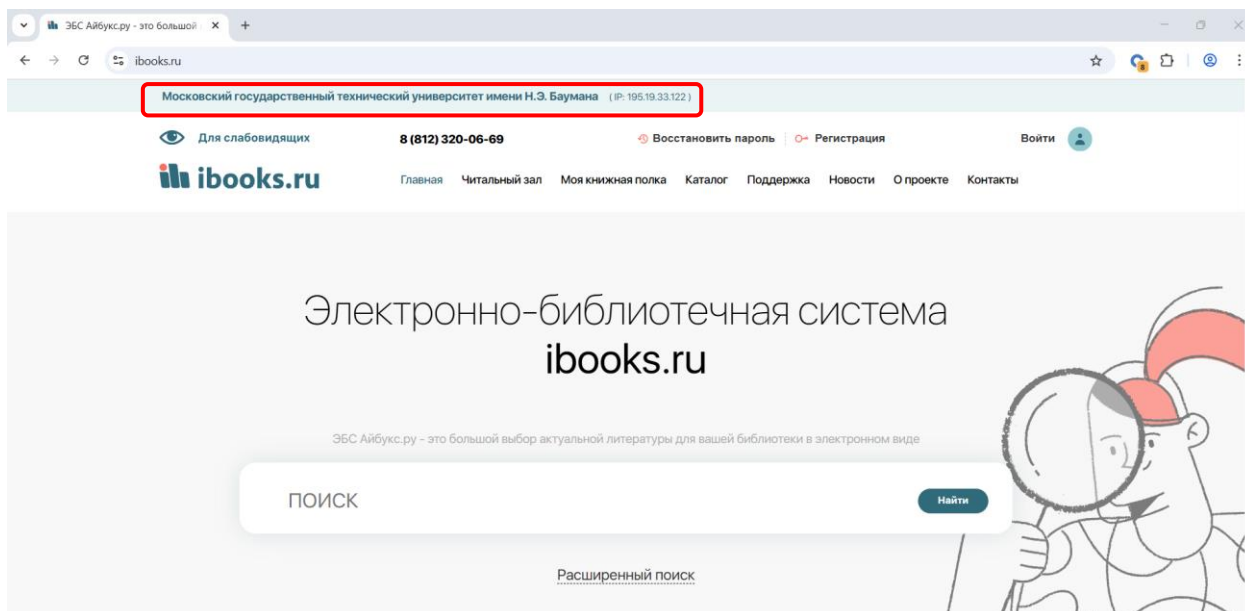 ЭБС Айбукс.ру - это большой
ibooks.ru
Московский государственный технический университет имени Н.Э. Баумана ( IP: 195.19.33.122 )
Для слабовидящих 8 (812) 320-06-69 Восстановить пароль Регистрация Войти
ibooks.ru Главная Читальный зал Моя книжная полка Каталог Поддержка Новости О проекте Контакты
Электронно-библиотечная система
ibooks.ru
ЭБС Айбукс.ру - это большой выбор актуальной литературы для вашей библиотеки в электронном виде
ПОИСК Найти
Расширенный поиск